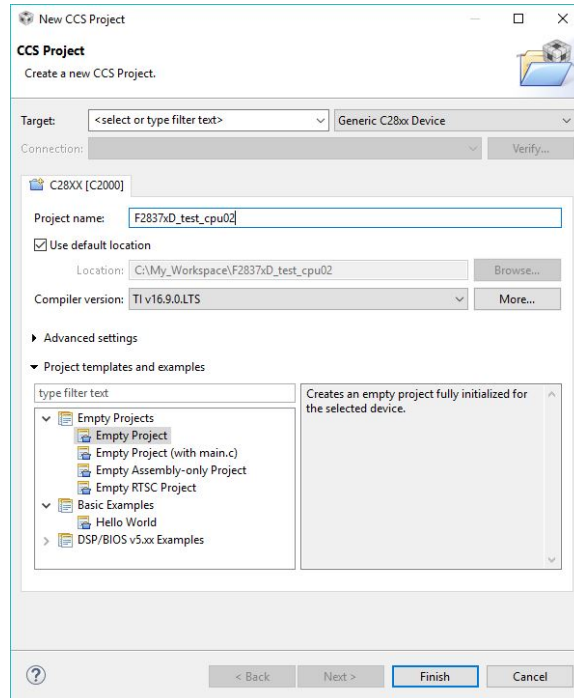 New CCS Project
CCS Project
Create a new CCS Project.
Target: <select or type filter text> Generic C28xx Device
Connection: Verify...
C28XX [C2000]
Project name: F2837xD_test_cpu02
Use default location
Location: C:\My_Workspace\F2837xD_test_cpu02 Browse...
Compiler version: TI v16.9.0.LTS More...
Advanced settings
Project templates and examples
type filter text
Empty Projects
Empty Project
Empty Project (with main.c)
Empty Assembly-only Project
Empty RTSC Project
Basic Examples
Hello World
DSP/BIOS v5.xx Examples
Creates an empty project fully initialized for
the selected device.
? < Back Next > Finish Cancel